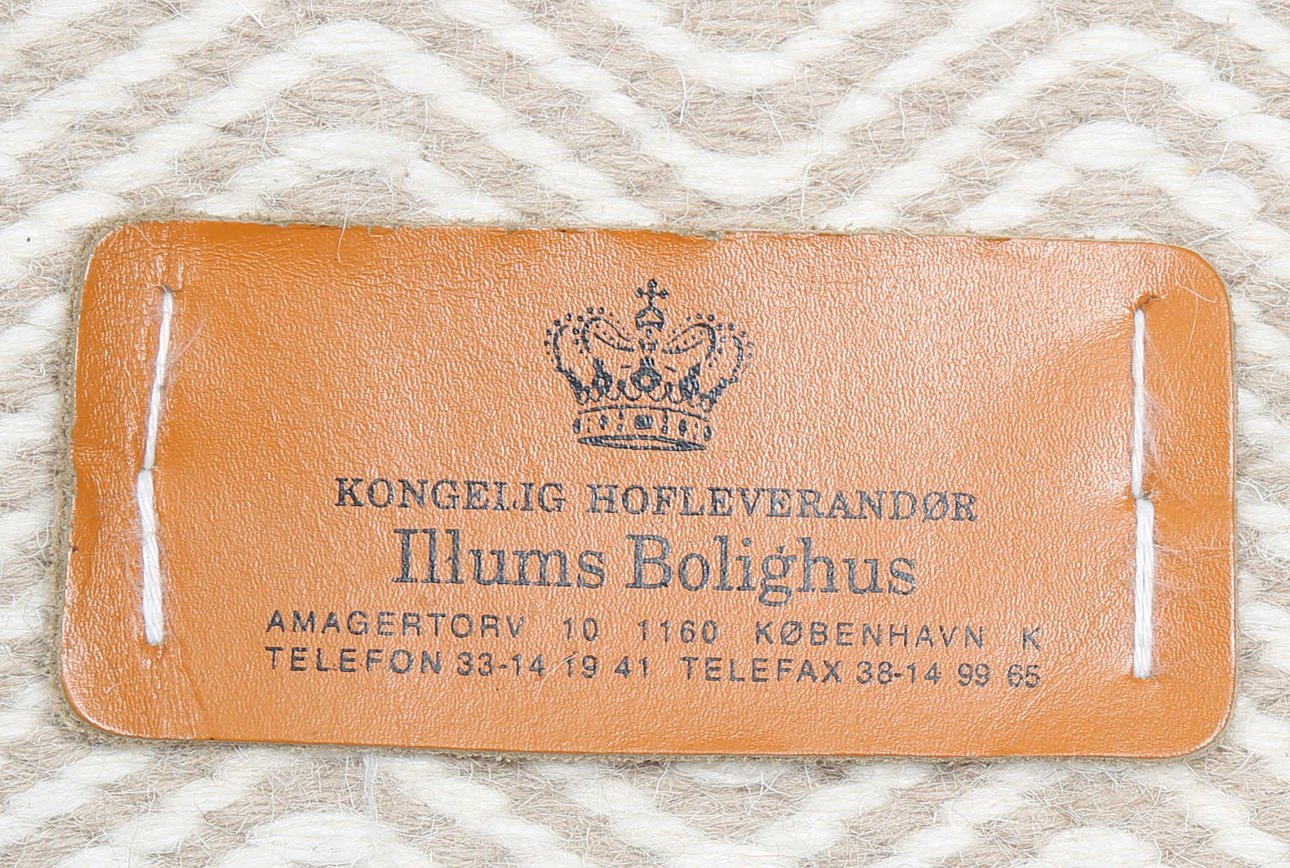 KONGELIG HOFLEVERANDØR
Illums Bolighus
AMAGERTORV 10 1160 KØBENHAVN K
TELEFON 33-14 19 41 TELEFAX 38-14 99 65